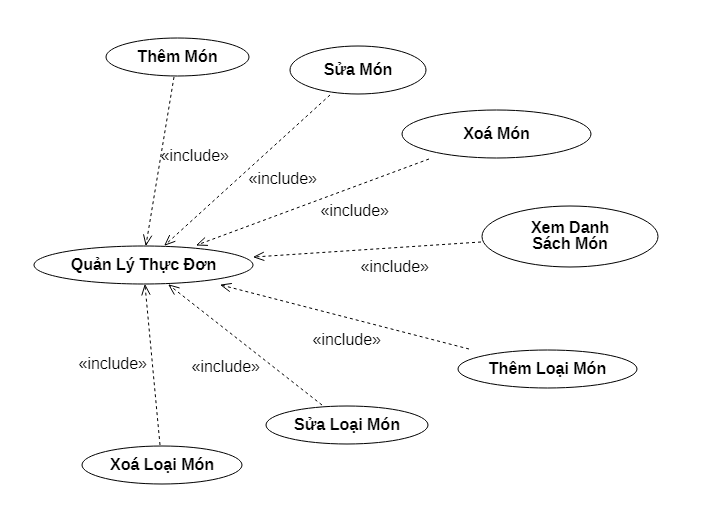 Thêm Món
Sửa Món
Xoá Món
«include»
«include»
«include»
Xem Danh
Sách Món
Quản Lý Thực Đơn
«include»
«include»
«include»
«include»
Thêm Loại Món
Sửa Loại Món
Xoá Loại Món